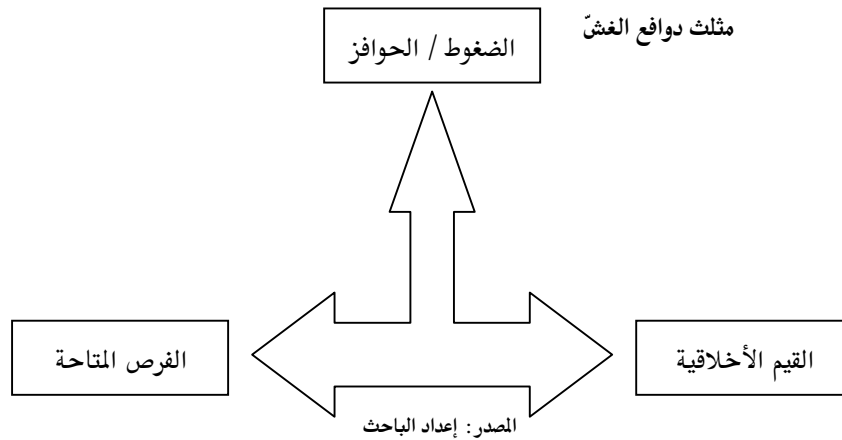 مثلث دوافع الغشّ
الضغوط / الحوافز
القيم الأخلاقية
الفرص المتاحة
المصدر: إعداد الباحث